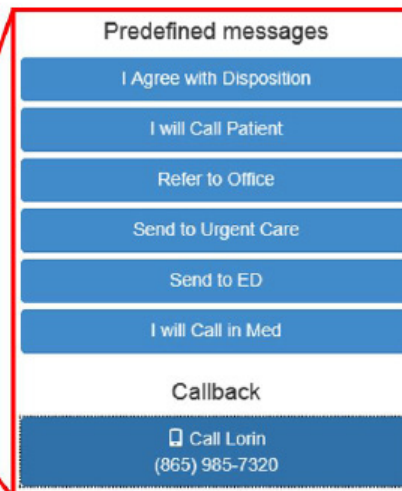 Predefined messages
I Agree with Disposition
I will Call Patient
Refer to Office
Send to Urgent Care
Send to ED
I will Call in Med
Callback
Call Lorin
(865) 985-7320